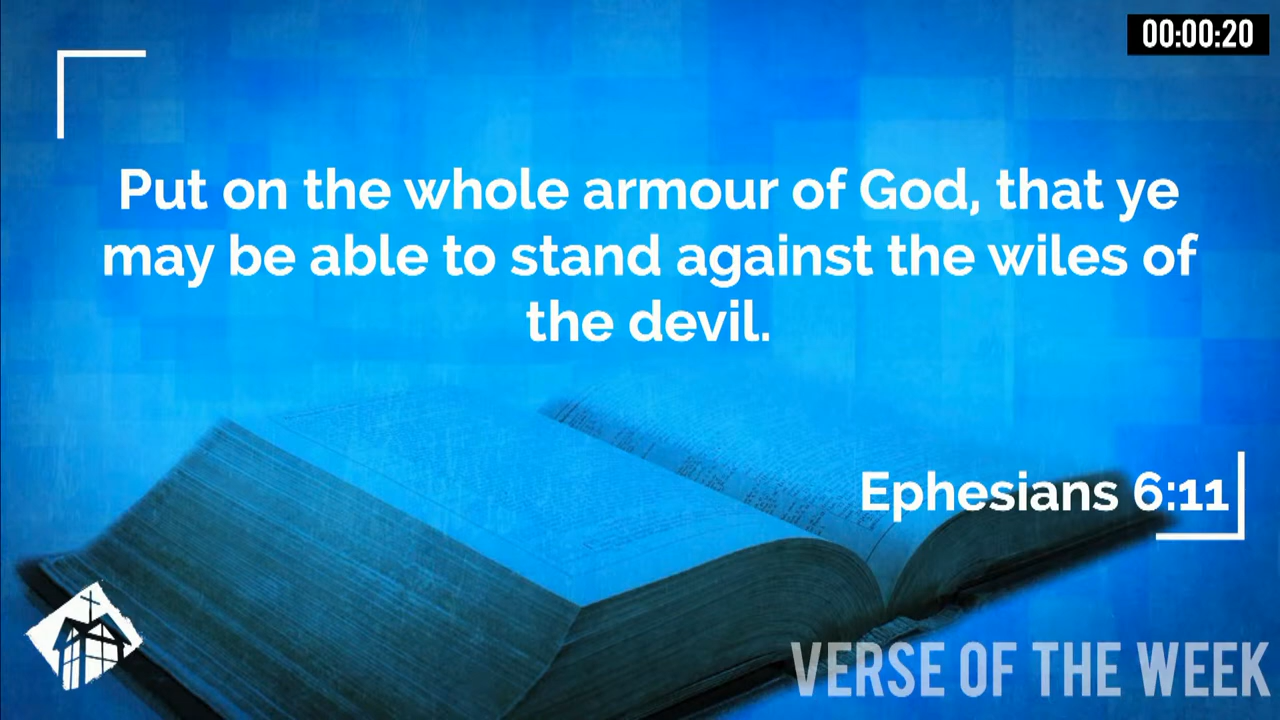 00:00:20
Put on the whole armour of God, that ye
may be able to stand against the wiles of
the devil.
Ephesians 6:11
VERSE OF THE WEEK